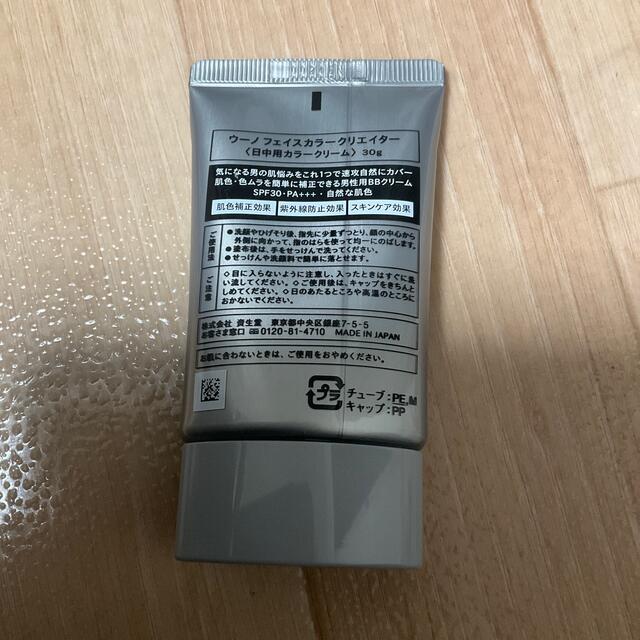 ウーノ フェイスカラークリエイター
〈日中用カラークリーム〉 30g
気になる男の肌悩みをこれ1つで速攻自然にカバー
肌色・色ムラを簡単に補正できる男性用BBクリーム
SPF30・PA+++・自然な肌色
肌色補正効果 紫外線防止効果 スキンケア効果
ご使用法
●洗顔やひげそり後、指先に少量ずつとり、顔の中心から
外側に向かって、指のはらを使って均一にのばします。
●塗布後は、手をせっけんで洗ってください。
●せっけんや洗顔料で簡単に落とせます。
ご注意
◇目に入らないように注意し、入ったときはすぐに洗
い流してください。◇ご使用後は、キャップをきちんと
しめてください。◇日のあたるところや高温のところに
おかないでください。
株式会社 資生堂 東京都中央区銀座7-5-5
お客さま窓口 0120-81-4710 MADE IN JAPAN
お肌に合わないときは、ご使用をおやめください。
プラ
チューブ:PE,M
キャップ:PP